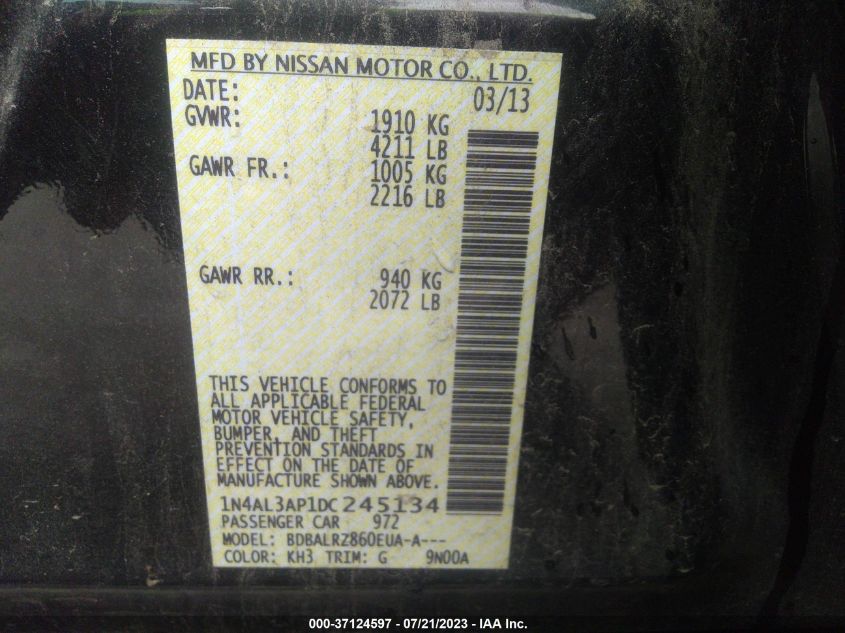 MFD BY NISSAN MOTOR CO., LTD.
DATE: 03/13
GVWR: 1910 KG
4211 LB
GAWR FR.: 1005 KG
2216 LB
GAWR RR.: 940 KG
2072 LB
THIS VEHICLE CONFORMS TO
ALL APPLICABLE FEDERAL
MOTOR VEHICLE SAFETY,
BUMPER, AND THEFT
PREVENTION STANDARDS IN
EFFECT ON THE DATE OF
MANUFACTURE SHOWN ABOVE.
1N4AL3AP1DC245134
PASSENGER CAR 972
MODEL: BDBALRZ860EUA-A---
COLOR: KH3 TRIM: G 9N00A
000-37124597 - 07/21/2023 - IAA Inc.